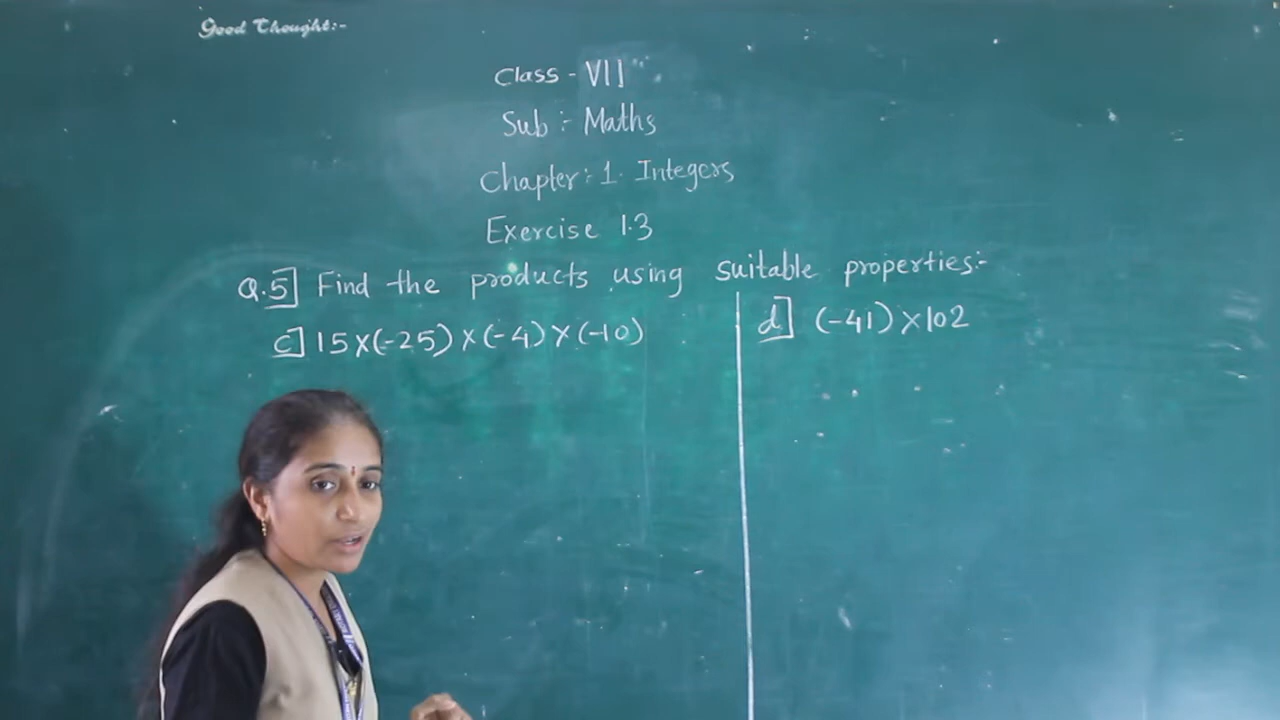 Good Thought:-
Class - VII
Sub :- Maths
Chapter: 1. Integers
Exercise 1.3
Q.5] Find the products using suitable properties:-
c] 15 x (-25) x (-4) x (-10)
d] (-41) x 102